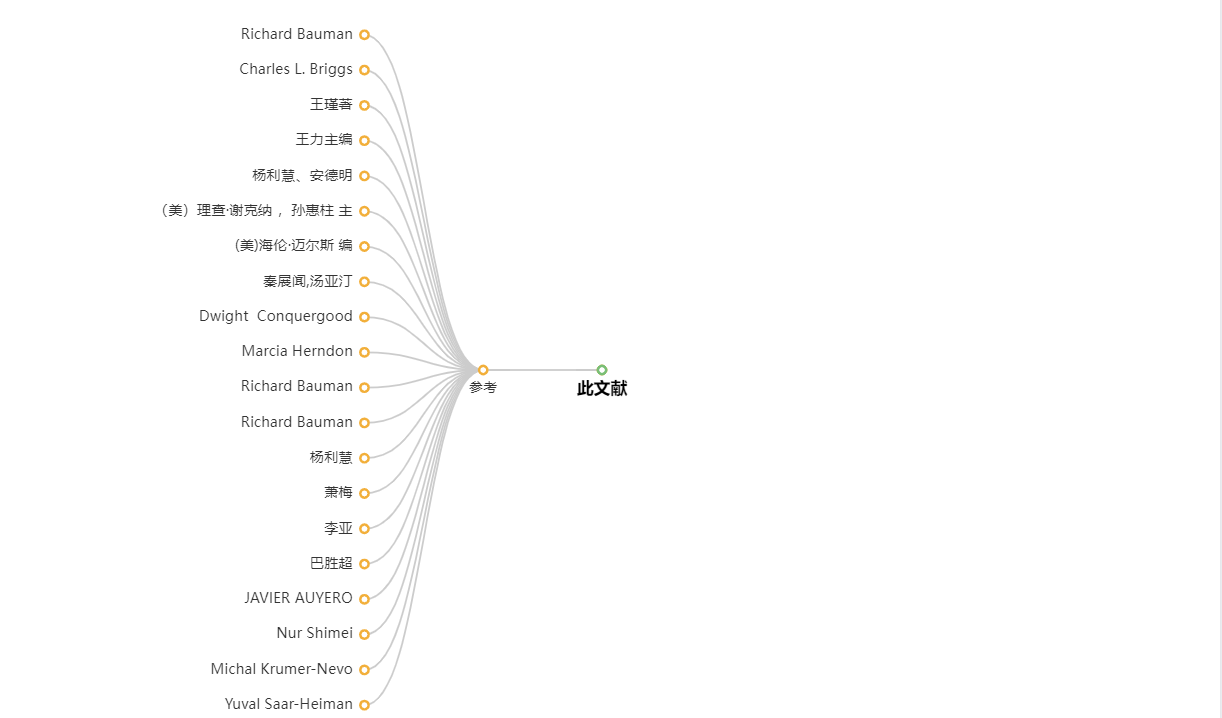 Richard Bauman
Charles L. Briggs
王瑾著
王力主编
杨利慧、安德明
（美）理查·谢克纳 ，孙惠柱 主
(美)海伦·迈尔斯 编
秦展闻,汤亚汀
Dwight  Conquergood
Marcia Herndon
参考
此文献
Richard Bauman
Richard Bauman
杨利慧
萧梅
李亚
巴胜超
JAVIER AUYERO
Nur Shimei
Michal Krumer-Nevo
Yuval Saar-Heiman